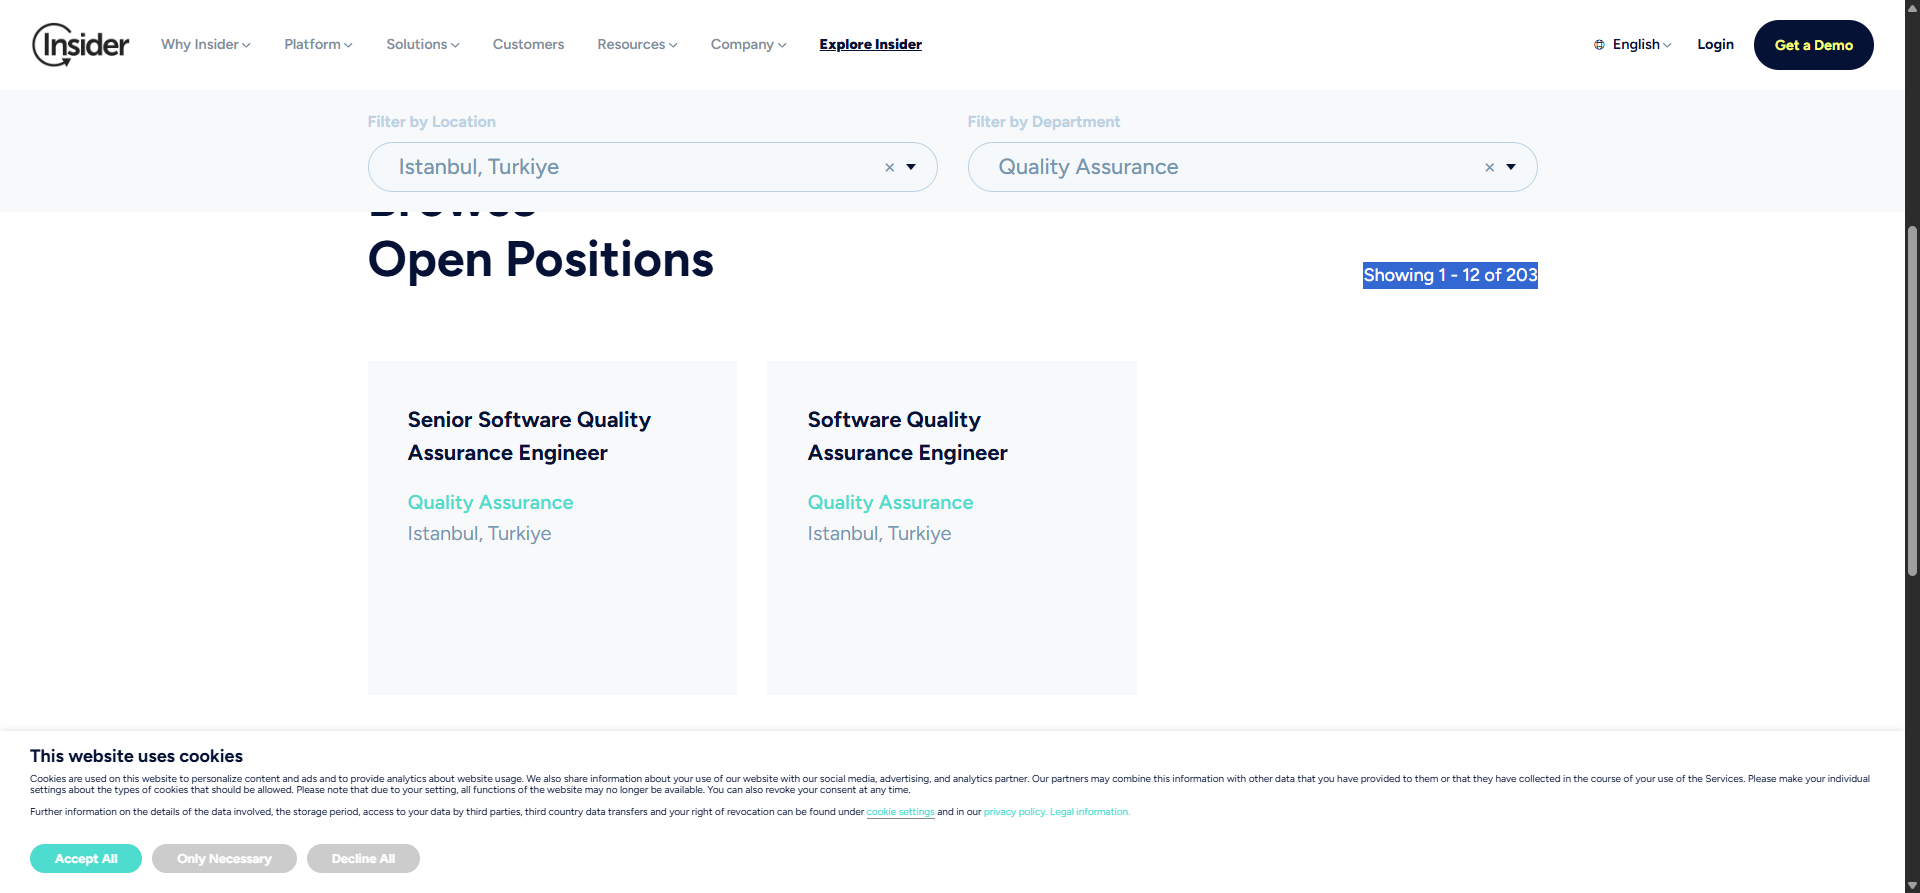 Insider
Why Insider
Platform
Solutions
Customers
Resources
Company
Explore Insider
English
Login
Get a Demo
Filter by Location
Filter by Department
Istanbul, Turkiye
×
Quality Assurance
×
Browse
Open Positions
Showing 1 - 12 of 203
Senior Software Quality
Assurance Engineer
Quality Assurance
Istanbul, Turkiye
Software Quality
Assurance Engineer
Quality Assurance
Istanbul, Turkiye
This website uses cookies
Cookies are used on this website to personalize content and ads and to provide analytics about website usage. We also share information about your use of our website with our social media, advertising, and analytics partner. Our partners may combine this information with other data that you have provided to them or that they have collected in the course of your use of the Services. Please make your individual
settings about the types of cookies that should be allowed. Please note that due to your setting, all functions of the website may no longer be available. You can also revoke your consent at any time.
Further information on the details of the data involved, the storage period, access to your data by third parties, third country data transfers and your right of revocation can be found under cookie settings and in our privacy policy. Legal information.
Accept All
Only Necessary
Decline All